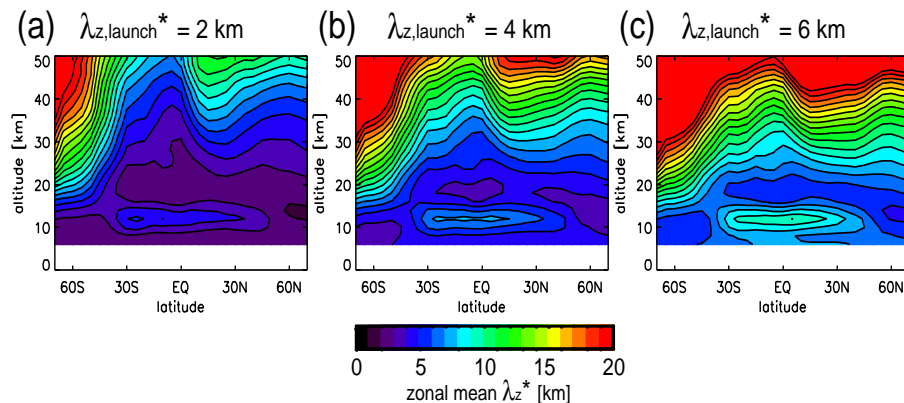 (a) λz,launch* = 2 km
(b) λz,launch* = 4 km
(c) λz,launch* = 6 km
50
40
30
20
10
0
altitude [km]
60S 30S EQ 30N 60N
latitude
50
40
30
20
10
0
altitude [km]
60S 30S EQ 30N 60N
latitude
50
40
30
20
10
0
altitude [km]
60S 30S EQ 30N 60N
latitude
0 5 10 15 20
zonal mean λz* [km]